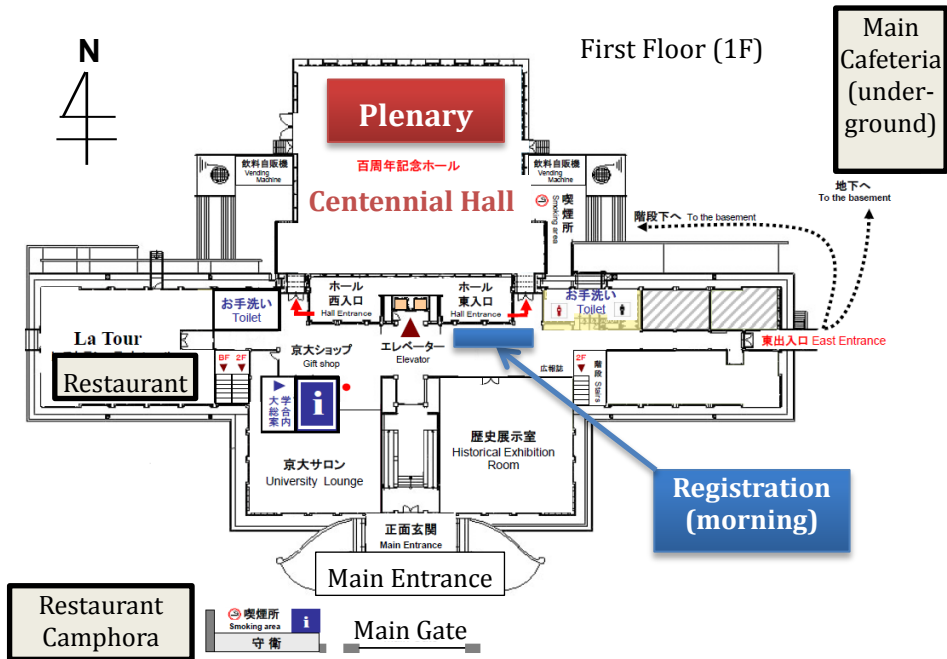 N
First Floor (1F)
Main
Cafeteria
(under-
ground)
Plenary
百周年記念ホール
Centennial Hall
飲料自販機
Vending
Machine
飲料自販機
Vending
Machine
喫煙所
Smoking area
地下へ
To the basement
階段下へ To the basement
ホール
西入口
Hall Entrance
ホール
東入口
Hall Entrance
お手洗い
Toilet
お手洗い
Toilet
La Tour
Restaurant
京大ショップ
Gift shop
エレベーター
Elevator
東出入口 East Entrance
BF 2F
広報誌
2F
階段
Stairs
大学総合案内
i
京大サロン
University Lounge
歴史展示室
Historical Exhibition
Room
Registration
(morning)
正面玄関
Main Entrance
Main Entrance
Restaurant
Camphora
喫煙所
Smoking area
i
守衛
Main Gate